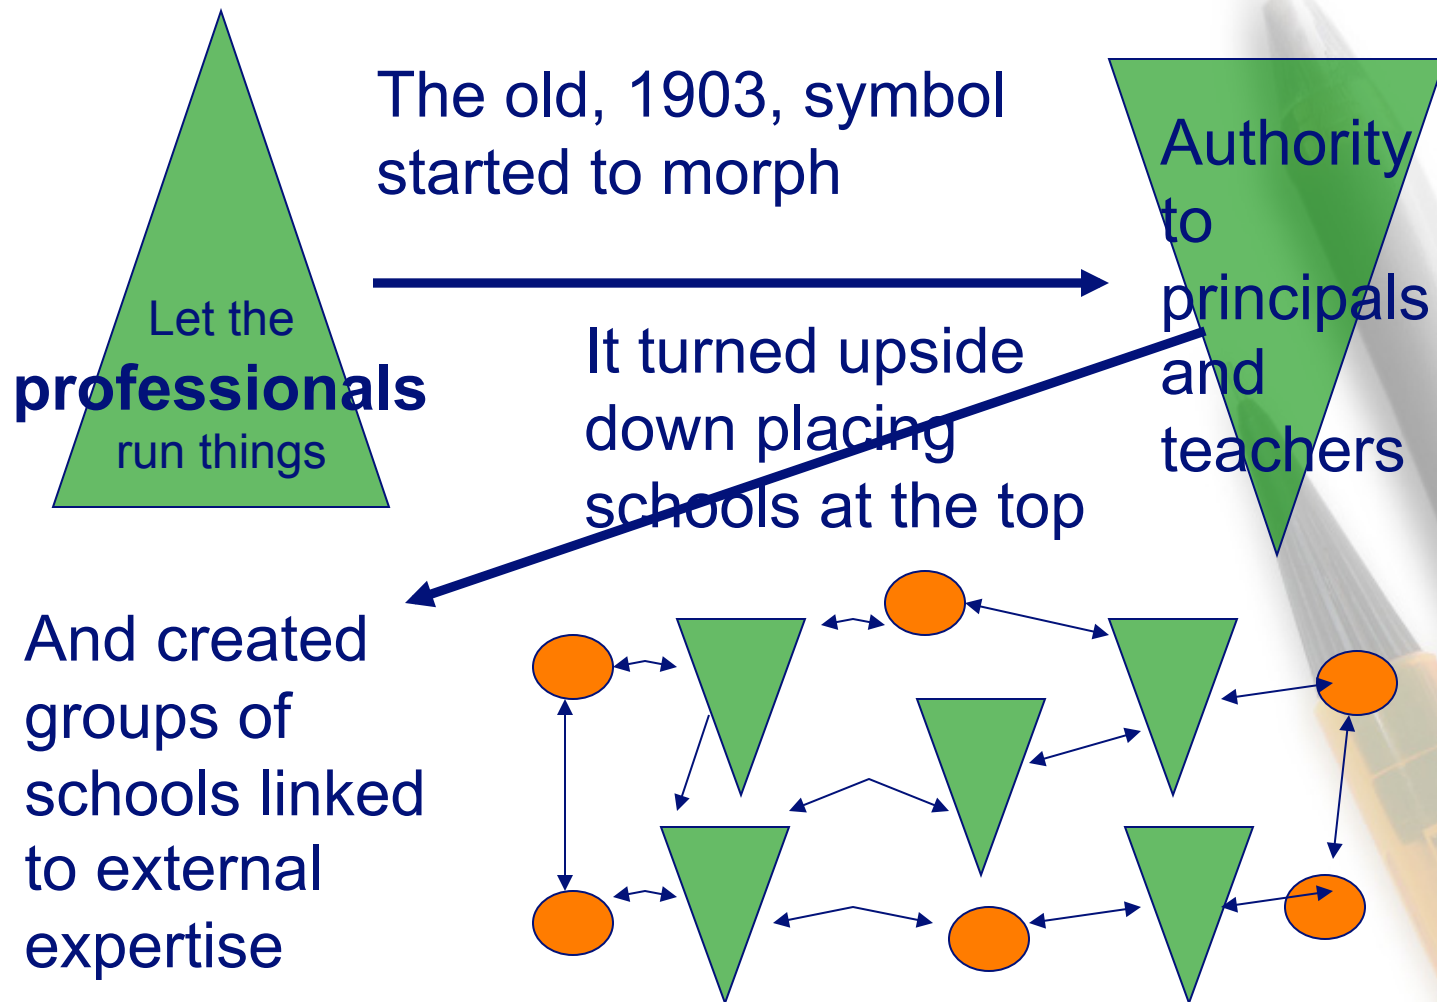 The old, 1903, symbol
started to morph
Let the
professionals
run things
Authority
to
principals
and
teachers
It turned upside
down placing
schools at the top
And created
groups of
schools linked
to external
expertise